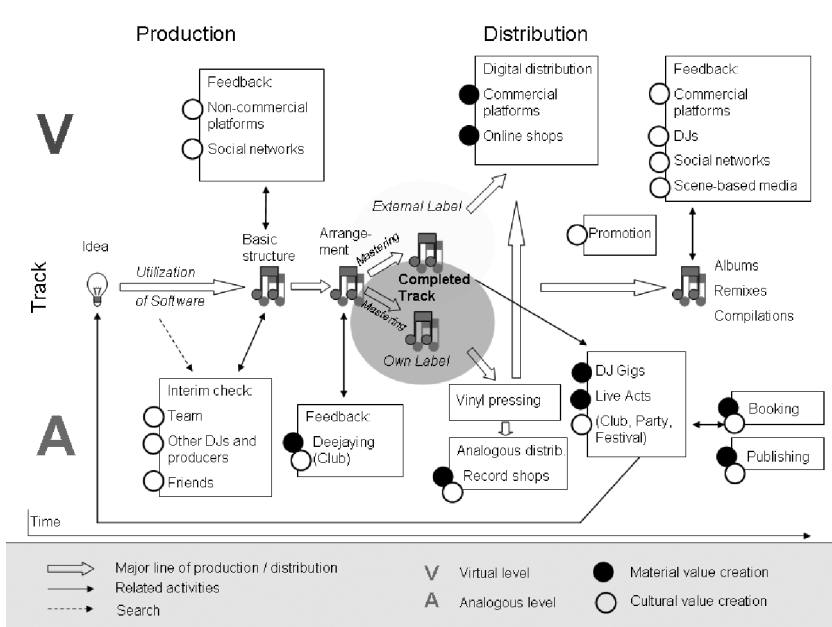 Production
Distribution
V
Feedback:
Non-commercial
platforms
Social networks
Digital distribution
Commercial
platforms
Online shops
Feedback:
Commercial
platforms
DJs
Social networks
Scene-based media
Promotion
Track
Idea
Utilization
of Software
Basic
structure
Arrange-
ment
Mastering
Mastering
External Label
Completed
Track
Own Label
Albums
Remixes
Compilations
A
Interim check:
Team
Other DJs and
producers
Friends
Feedback:
Deejaying
(Club)
Vinyl pressing
Analogous distrib.
Record shops
DJ Gigs
Live Acts
(Club, Party,
Festival)
Booking
Publishing
Time
Major line of production / distribution
Related activities
Search
V Virtual level
A Analogous level
Material value creation
Cultural value creation